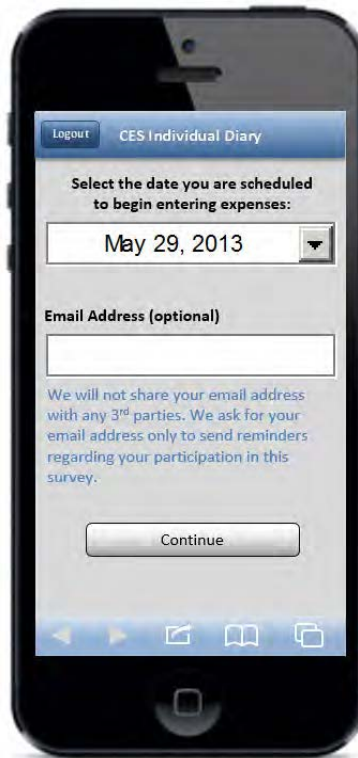 Logout CES Individual Diary
Select the date you are scheduled
to begin entering expenses:
May 29, 2013
Email Address (optional)
We will not share your email address
with any 3rd parties. We ask for your
email address only to send reminders
regarding your participation in this
survey.
Continue